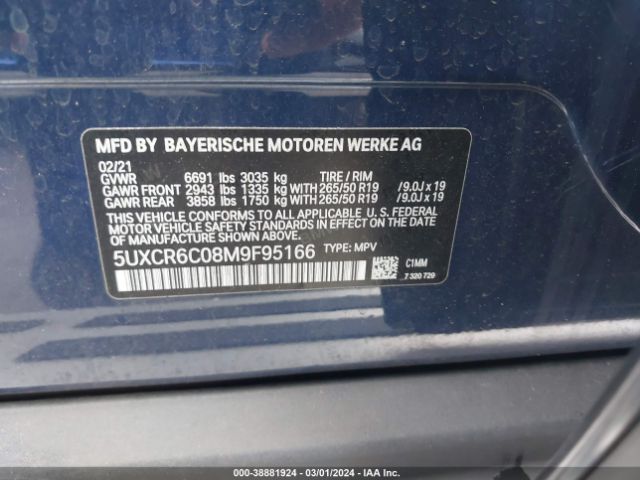 MFD BY BAYERISCHE MOTOREN WERKE AG
02/21
GVWR 6691 lbs 3035 kg TIRE / RIM
GAWR FRONT 2943 lbs 1335 kg WITH 265/50 R19 /9.0J x 19
GAWR REAR 3858 lbs 1750 kg WITH 265/50 R19 /9.0J x 19
THIS VEHICLE CONFORMS TO ALL APPLICABLE U. S. FEDERAL
MOTOR VEHICLE SAFETY STANDARDS IN EFFECT
ON THE DATE OF MANUFACTURE SHOWN ABOVE.
5UXCR6C08M9F95166 TYPE: MPV
C1MM
7 320 729
000-38881924 | 03/01/2024 | IAA Inc.